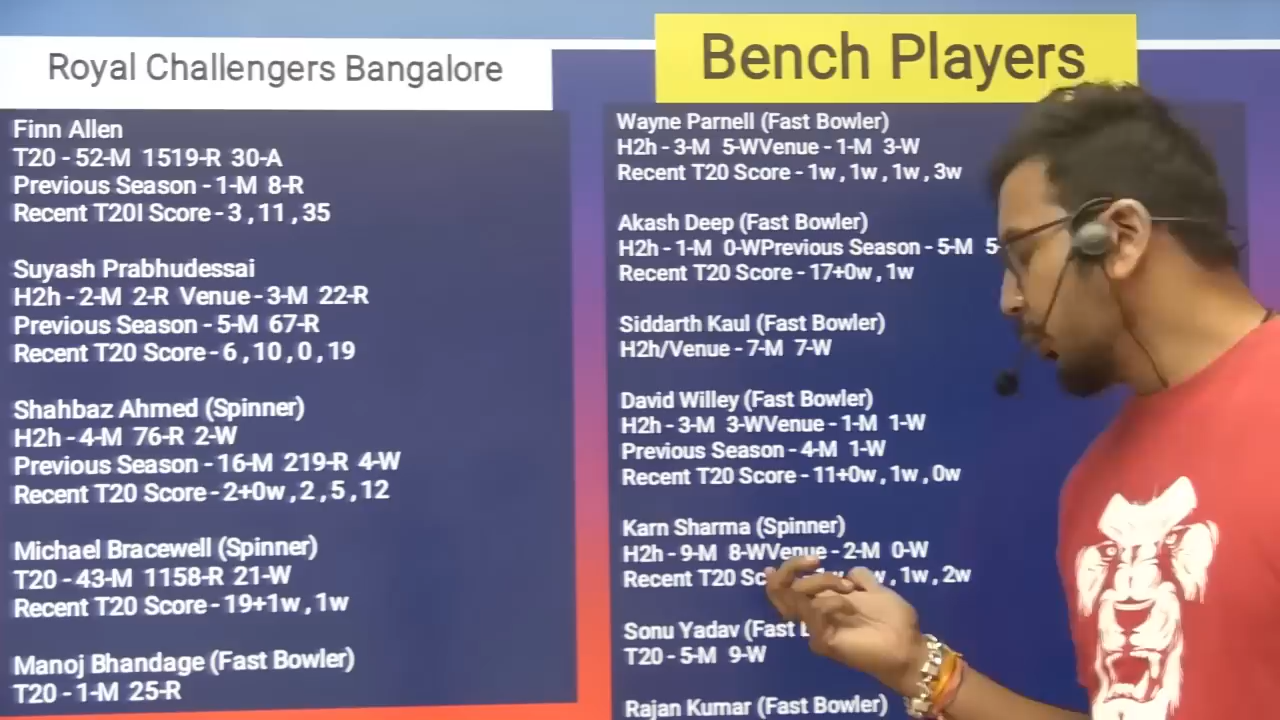 Royal Challengers Bangalore
Finn Allen
T20 - 52-M 1519-R 30-A
Previous Season - 1-M 8-R
Recent T20I Score - 3 , 11 , 35
Suyash Prabhudessai
H2h - 2-M 2-R Venue - 3-M 22-R
Previous Season - 5-M 67-R
Recent T20 Score - 6 , 10 , 0 , 19
Shahbaz Ahmed (Spinner)
H2h - 4-M 76-R 2-W
Previous Season - 16-M 219-R 4-W
Recent T20 Score - 2+0w , 2 , 5 , 12
Michael Bracewell (Spinner)
T20 - 43-M 1158-R 21-W
Recent T20 Score - 19+1w , 1w
Manoj Bhandage (Fast Bowler)
T20 - 1-M 25-R
Bench Players
Wayne Parnell (Fast Bowler)
H2h - 3-M 5-WVenue - 1-M 3-W
Recent T20 Score - 1w , 1w , 1w , 3w
Akash Deep (Fast Bowler)
H2h - 1-M 0-WPrevious Season - 5-M 5-
Recent T20 Score - 17+0w , 1w
Siddarth Kaul (Fast Bowler)
H2h/Venue - 7-M 7-W
David Willey (Fast Bowler)
H2h - 3-M 3-WVenue - 1-M 1-W
Previous Season - 4-M 1-W
Recent T20 Score - 11+0w , 1w , 0w
Karn Sharma (Spinner)
H2h - 9-M 8-WVenue - 2-M 0-W
Recent T20 , 1w , 2w
Sonu Yadav (Fast
T20 - 5-M 9-W
Rajan Kumar (Fast Bowler)